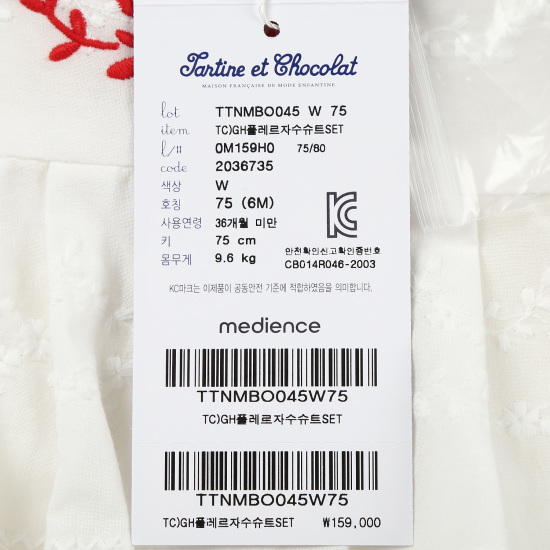 Tartine et Chocolat
MAISON FRANÇAISE DE MODE ENFANTINE
lot TTNMBO045 W 75
item TC)GH플레르자수슈트SET
l/# 0M159H0 75/80
code 2036735
색상 W
호칭 75 (6M)
사용연령 36개월 미만
키 75 cm
몸무게 9.6 kg
안전확인신고확인증번호
CB014R046-2003
KC마크는 이제품이 공동안전 기준에 적합하였음을 의미합니다.
medience
TTNMBO045W75
TC)GH플레르자수슈트SET
TTNMBO045W75
TC)GH플레르자수슈트SET ₩159,000